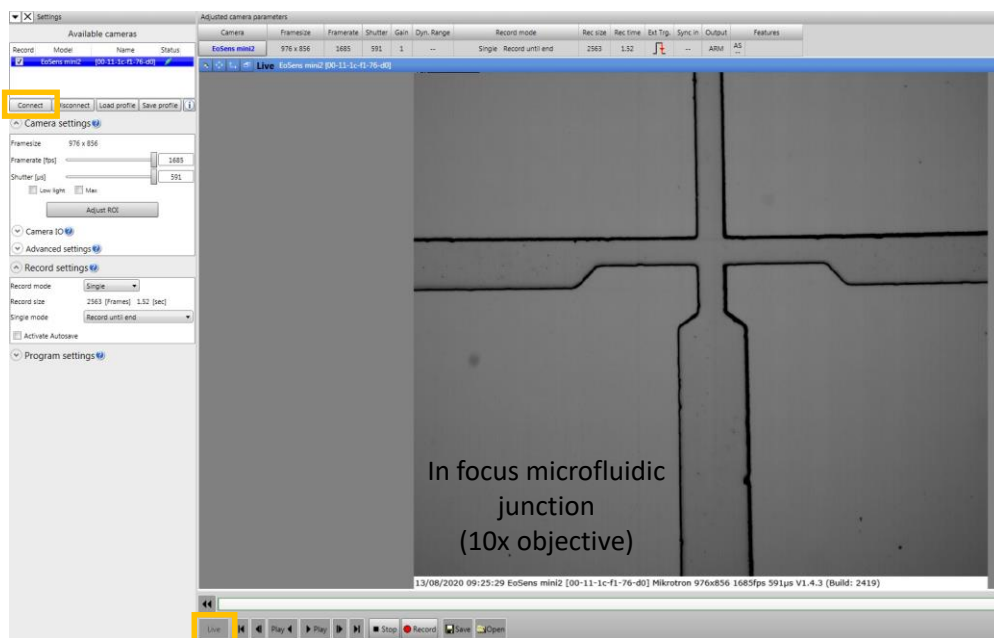 Settings
Available cameras
Record Model Name Status
EoSens mini2 [00-11-1c-f1-76-d0]
Connect Disconnect Load profile Save profile
Camera settings
Framesize 976 x 856
Framerate [fps] 1685
Shutter [µs] 591
Low light Max
Adjust ROI
Camera IO
Advanced settings
Record settings
Record mode Single
Record size 2563 [Frames] 1.52 [sec]
Single mode Record until end
Activate Autosave
Program settings
Adjusted camera parameters
Camera Framesize Framerate Shutter Gain Dyn. Range Record mode Rec size Rec time Ext Trg. Sync in Output Features
EoSens mini2 976 x 856 1685 591 1 -- Single Record until end 2563 1.52 -- ARM AS --
Live EoSens mini2 [00-11-1c-f1-76-d0]
In focus microfluidic
junction
(10x objective)
13/08/2020 09:25:29 EoSens mini2 [00-11-1c-f1-76-d0] Mikrotron 976x856 1685fps 591µs V1.4.3 (Build: 2419)
Live Play Play Stop Record Save Open